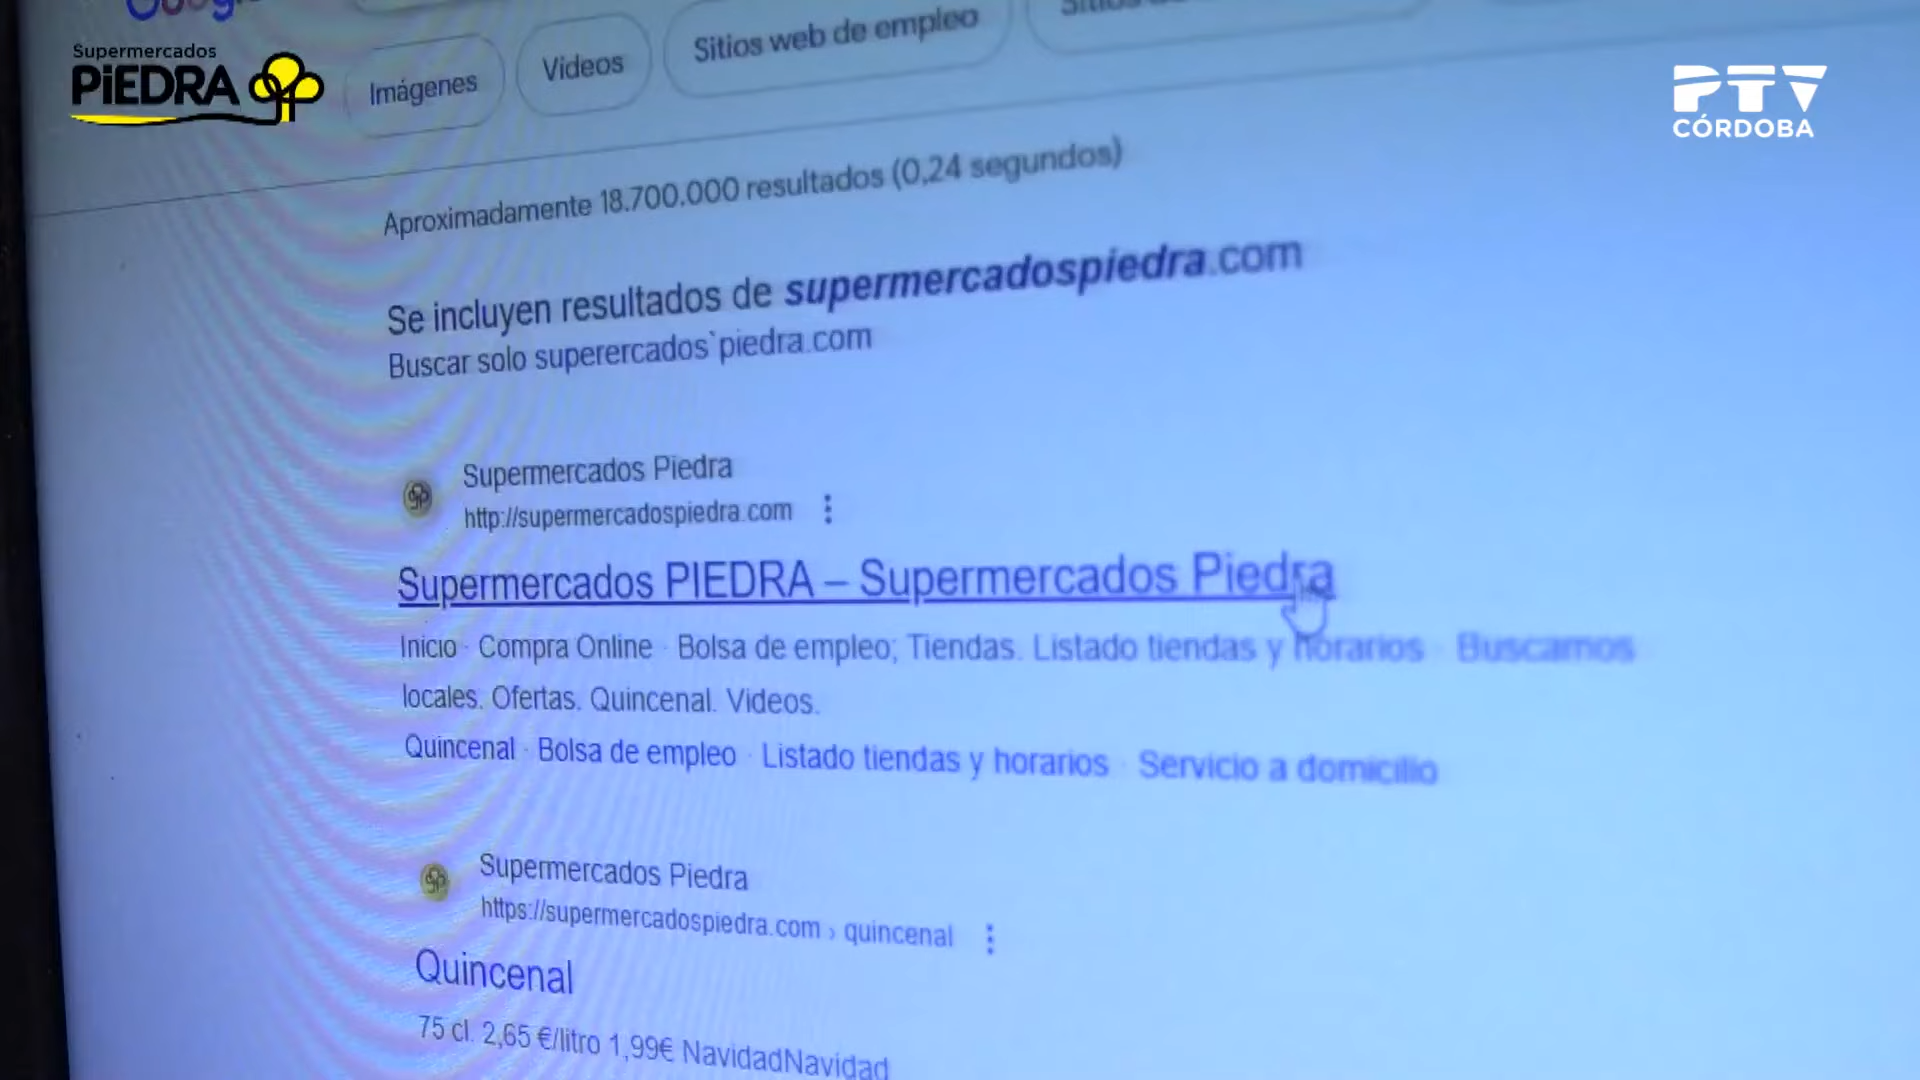 Google
Supermercados
PiEDRA
Imágenes
Videos
Sitios web de empleo
PTV
CÓRDOBA
Aproximadamente 18.700.000 resultados (0,24 segundos)
Se incluyen resultados de supermercadospiedra.com
Buscar solo superercados`piedra.com
Supermercados Piedra
http://supermercadospiedra.com
Supermercados PIEDRA – Supermercados Piedra
Inicio · Compra Online · Bolsa de empleo; Tiendas. Listado tiendas y horarios · Buscamos
locales. Ofertas. Quincenal. Videos.
Quincenal · Bolsa de empleo · Listado tiendas y horarios · Servicio a domicilio
Supermercados Piedra
https://supermercadospiedra.com › quincenal
Quincenal
75 cl. 2,65 €/litro 1,99€ NavidadNavidad